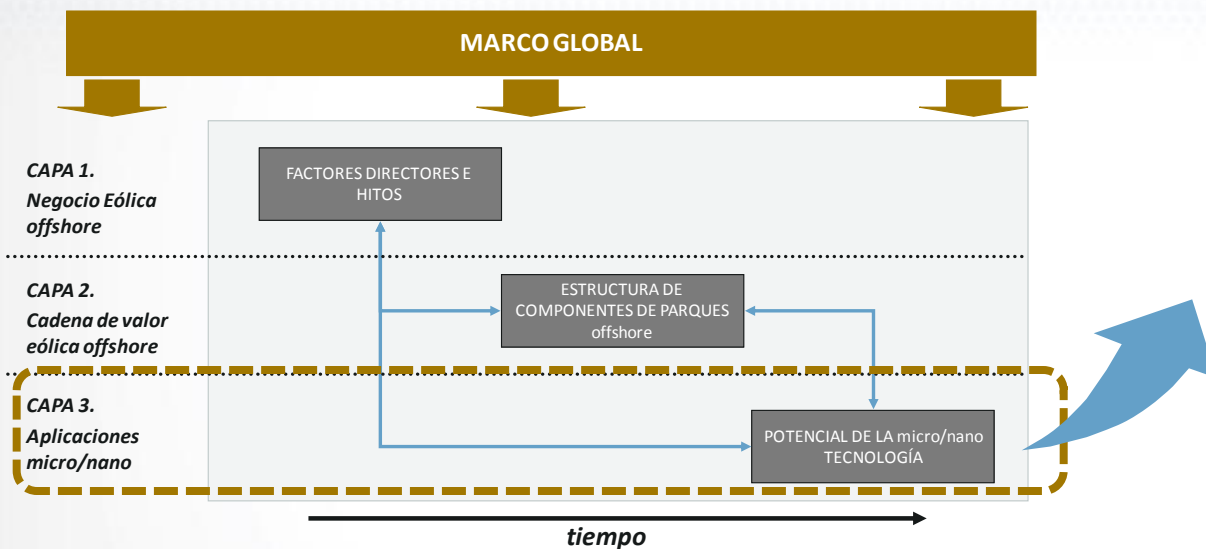 MARCO GLOBAL
CAPA 1.
Negocio Eólica
offshore
FACTORES DIRECTORES E
HITOS
CAPA 2.
Cadena de valor
eólica offshore
ESTRUCTURA DE
COMPONENTES DE PARQUES
offshore
CAPA 3.
Aplicaciones
micro/nano
POTENCIAL DE LA micro/nano
TECNOLOGÍA
tiempo